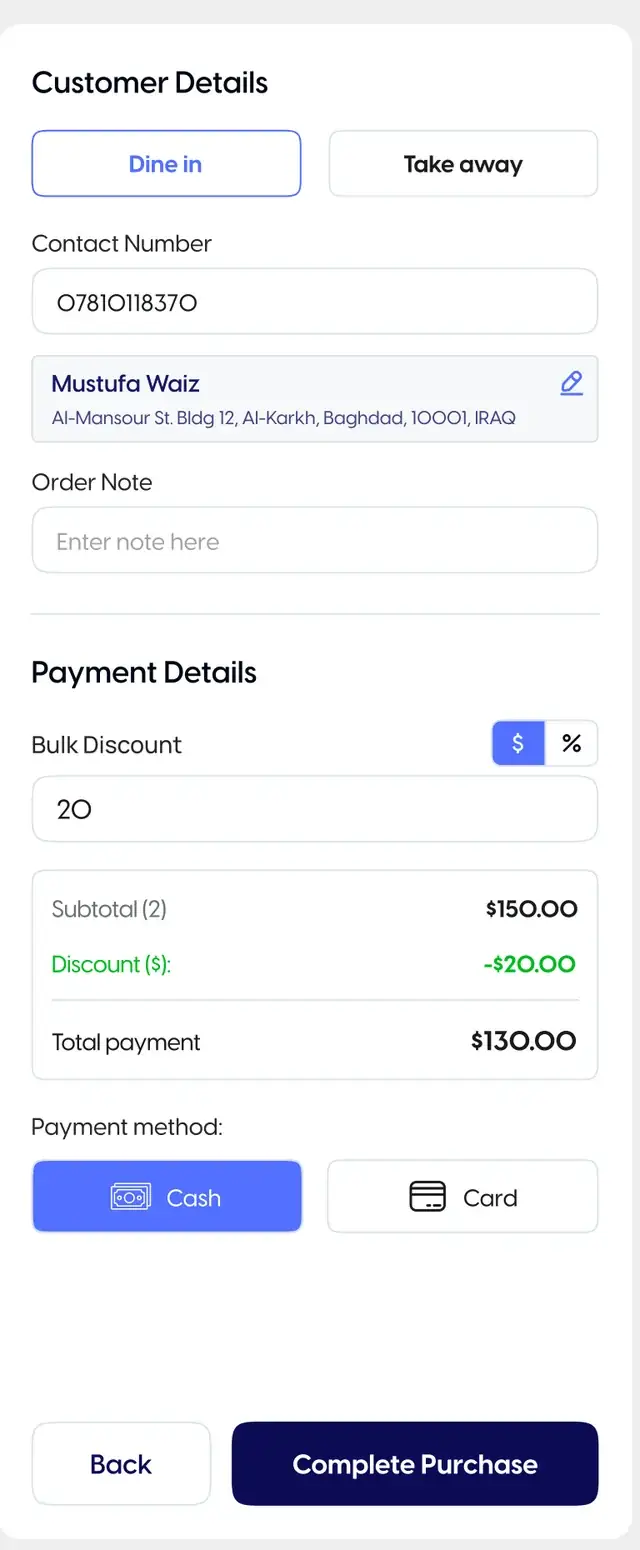 Customer Details
Dine in
Take away
Contact Number
07810118370
Mustufa Waiz
Al-Mansour St. Bldg 12, Al-Karkh, Baghdad, 10001, IRAQ
Order Note
Enter note here
Payment Details
Bulk Discount
$ %
20
Subtotal (2) $150.00
Discount ($): -$20.00
Total payment $130.00
Payment method:
Cash
Card
Back
Complete Purchase